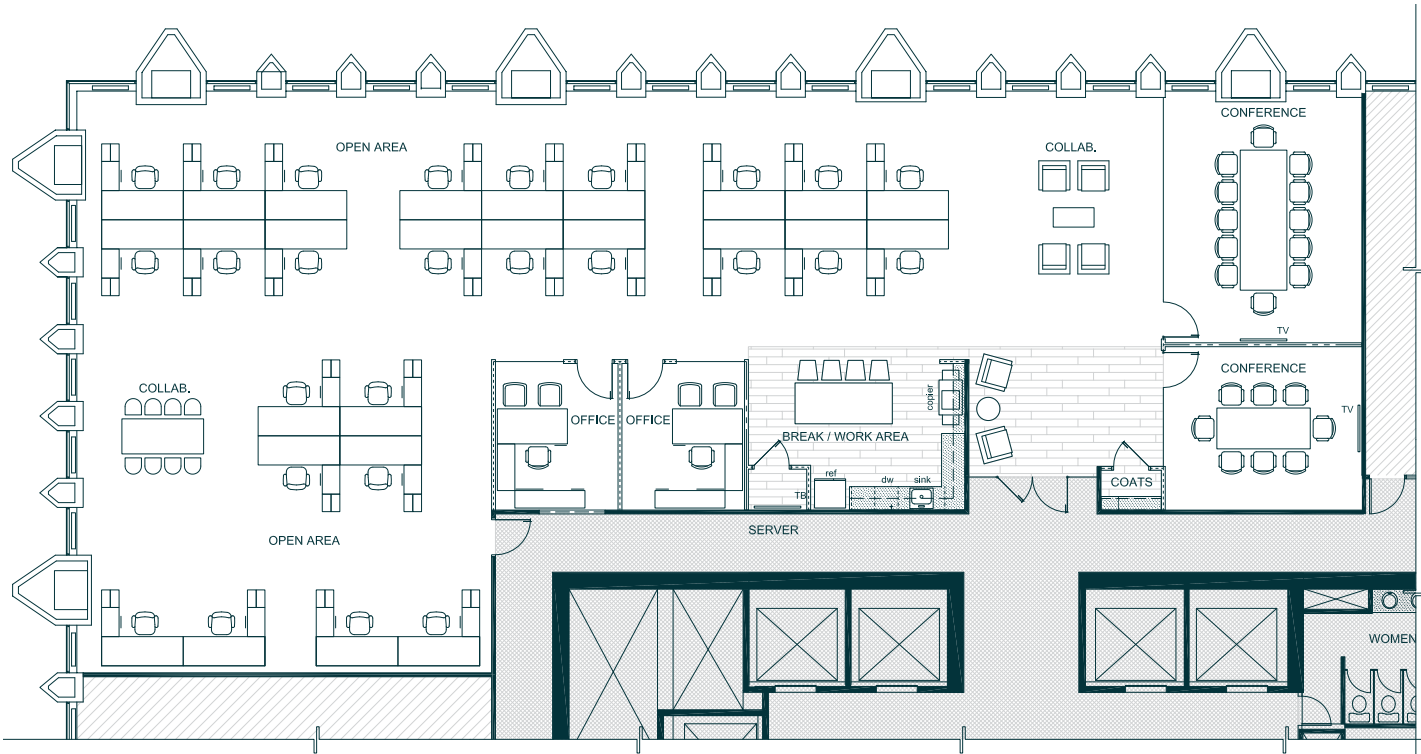 CONFERENCE
OPEN AREA
COLLAB.
TV
CONFERENCE
COLLAB.
copier
TV
OFFICE
OFFICE
BREAK / WORK AREA
ref
dw
sink
COATS
TB
SERVER
OPEN AREA
WOMEN